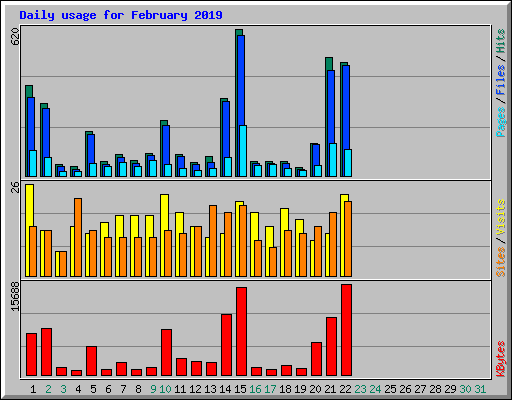 Daily usage for February 2019
620
Pages / Files / Hits
26
Sites / Visits
15688
KBytes
1 2 3 4 5 6 7 8 9 10 11 12 13 14 15 16 17 18 19 20 21 22 23 24 25 26 27 28 29 30 31